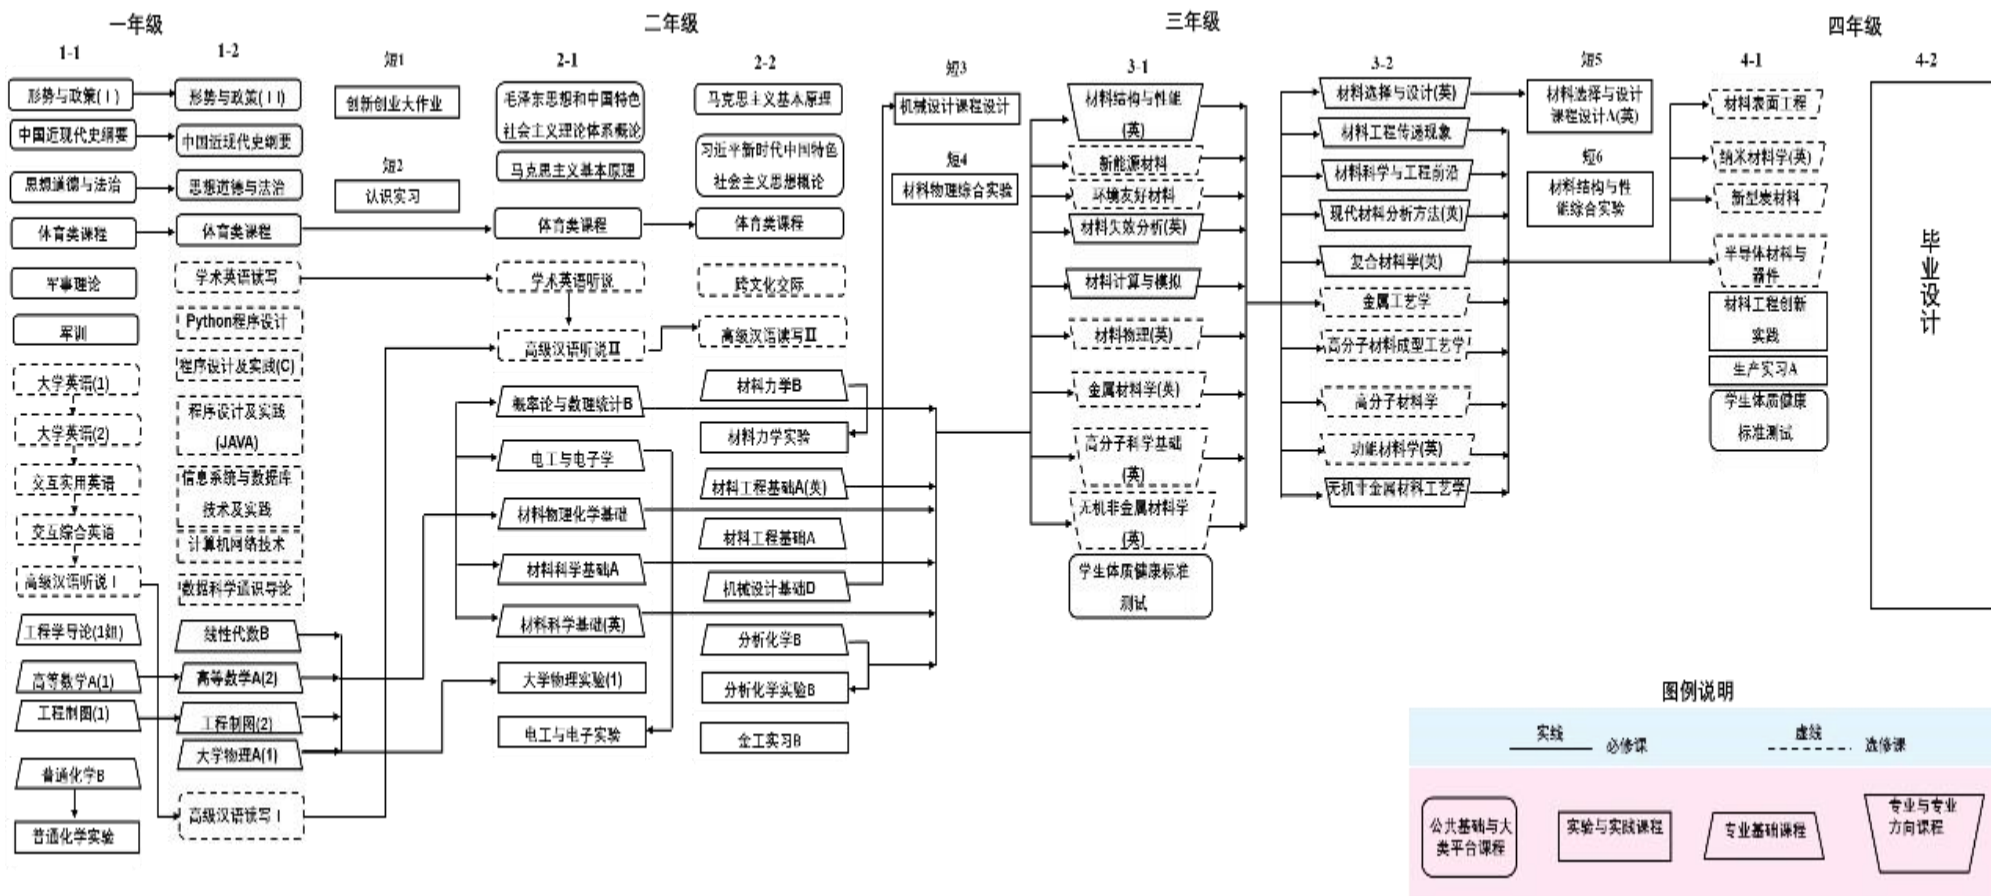 一年级
二年级
三年级
四年级
1-1
形势与政策(Ⅰ)
中国近现代史纲要
思想道德与法治
体育类课程
军事理论
军训
大学英语(1)
大学英语(2)
交互实用英语
交互综合英语
高级汉语听说Ⅰ
工程学导论(1组)
高等数学A(1)
工程制图(1)
普通化学B
普通化学实验
1-2
形势与政策(II)
中国近现代史纲要
思想道德与法治
体育类课程
学术英语读写
Python程序设计
程序设计及实践(C)
程序设计及实践
(JAVA)
信息系统与数据库
技术及实践
计算机网络技术
数据科学通识导论
线性代数B
高等数学A(2)
工程制图(2)
大学物理A(1)
高级汉语读写Ⅰ
短1
创新创业大作业
短2
认识实习
2-1
毛泽东思想和中国特色
社会主义理论体系概论
马克思主义基本原理
体育类课程
学术英语听说
高级汉语听说Ⅱ
概率论与数理统计B
电工与电子学
材料物理化学基础
材料科学基础A
材料科学基础(英)
大学物理实验(1)
电工与电子实验
2-2
马克思主义基本原理
习近平新时代中国特色
社会主义思想概论
体育类课程
跨文化交际
高级汉语读写Ⅱ
材料力学B
材料力学实验
材料工程基础A(英)
材料工程基础A
机械设计基础D
分析化学B
分析化学实验B
金工实习B
短3
机械设计课程设计
短4
材料物理综合实验
3-1
材料结构与性能
(英)
新能源材料
环境友好材料
材料失效分析(英)
材料计算与模拟
材料物理(英)
金属材料学(英)
高分子科学基础
(英)
无机非金属材料学
(英)
学生体质健康标准
测试
3-2
材料选择与设计(英)
材料工程传递现象
材料科学与工程前沿
现代材料分析方法(英)
复合材料学(英)
金属工艺学
高分子材料成型工艺学
高分子材料学
功能材料学(英)
无机非金属材料工艺学
短5
材料选择与设计
课程设计A(英)
短6
材料结构与性
能综合实验
4-1
材料表面工程
纳米材料学(英)
新型炭材料
半导体材料与
器件
材料工程创新
实践
生产实习A
学生体质健康
标准测试
4-2
毕业设计
图例说明
实线
必修课
虚线
选修课
公共基础与大
类平台课程
实验与实践课程
专业基础课程
专业与专业
方向课程